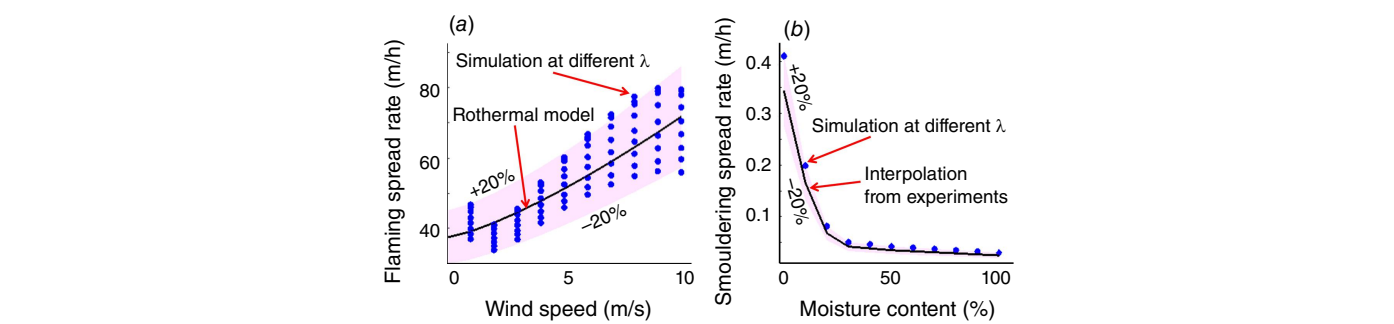 (a)
Flaming spread rate (m/h)
80
60
40
Simulation at different λ
Rothermal model
+20%
–20%
0
5
10
Wind speed (m/s)
(b)
Smouldering spread rate (m/h)
0.4
0.3
0.2
0.1
+20%
–20%
Simulation at different λ
Interpolation
from experiments
0
50
100
Moisture content (%)